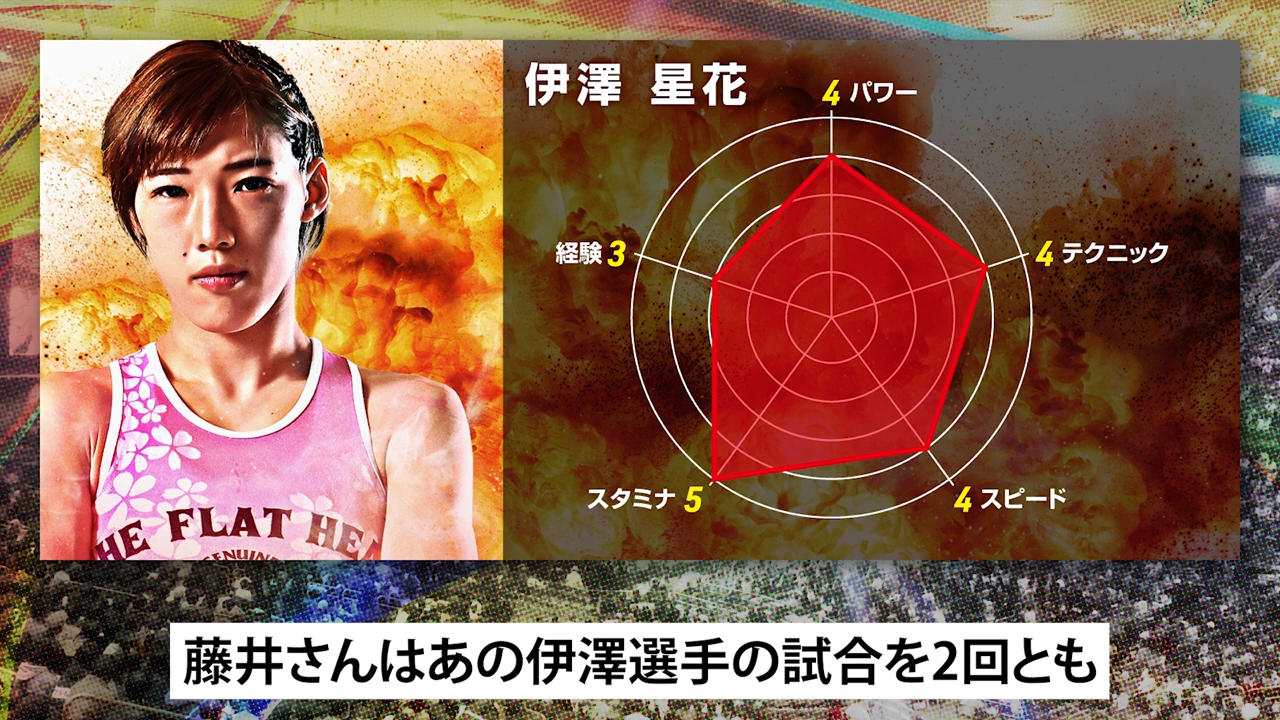 伊澤 星花
4 パワー
経験 3
4 テクニック
スタミナ 5
4 スピード
HE FLAT HE
GENUIN
藤井さんはあの伊澤選手の試合を2回とも